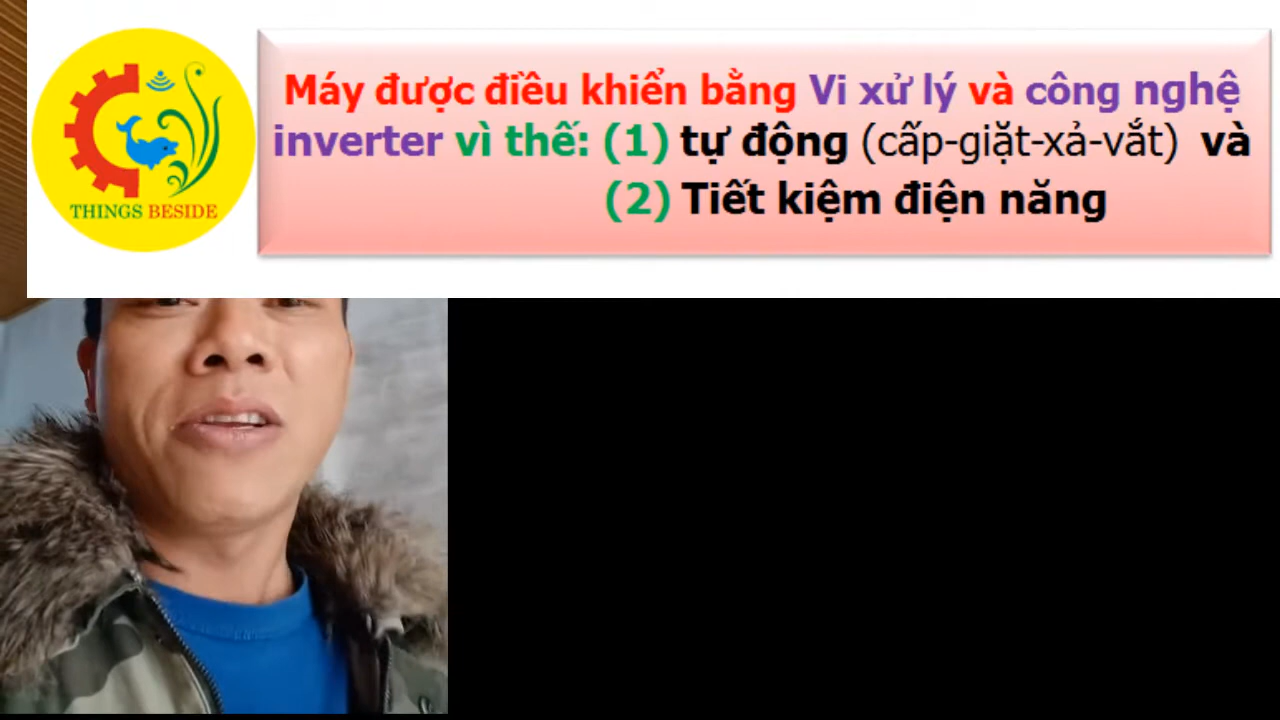 THINGS BESIDE
Máy được điều khiển bằng Vi xử lý và công nghệ
inverter vì thế: (1) tự động (cấp-giặt-xả-vắt) và
(2) Tiết kiệm điện năng